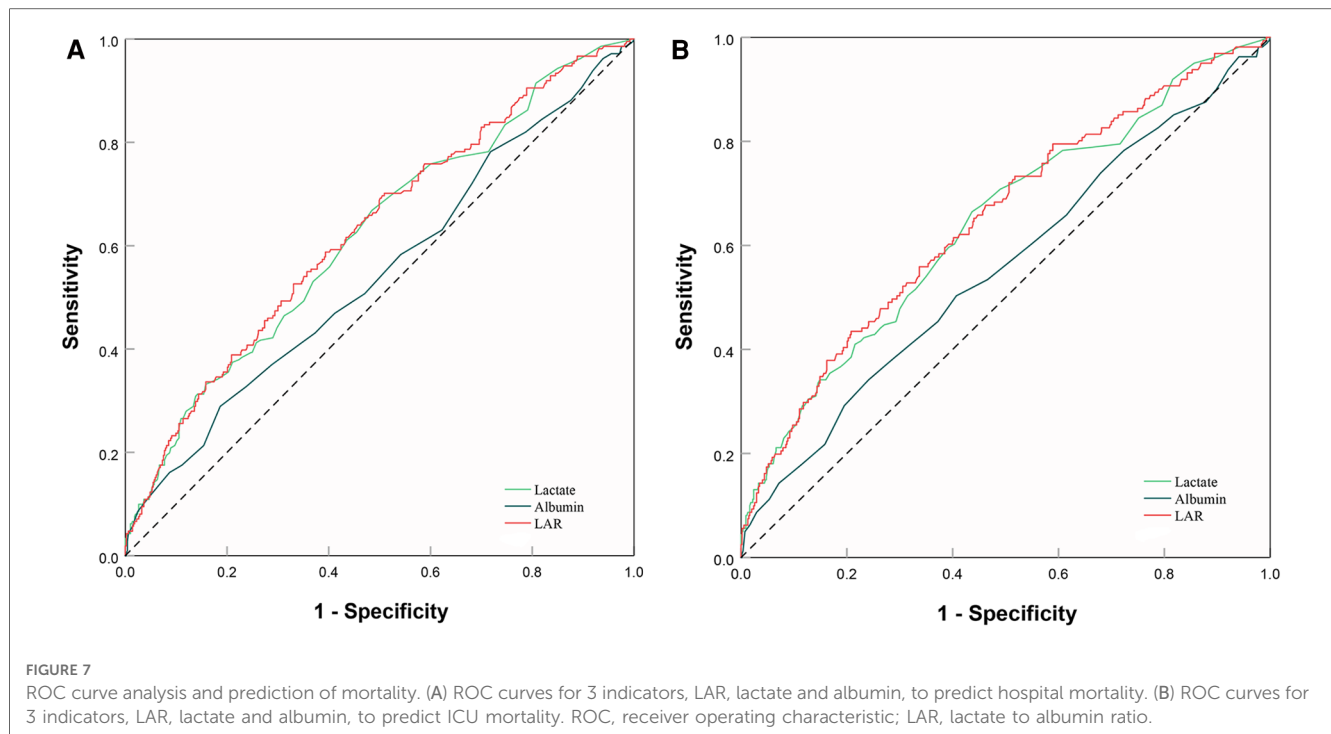 A
1.0
0.8
0.6
0.4
0.2
0.0
Sensitivity
Lactate
Albumin
LAR
0.0 0.2 0.4 0.6 0.8 1.0
1 - Specificity
B
1.0
0.8
0.6
0.4
0.2
0.0
Sensitivity
Lactate
Albumin
LAR
0.0 0.2 0.4 0.6 0.8 1.0
1 - Specificity
FIGURE 7
ROC curve analysis and prediction of mortality. (A) ROC curves for 3 indicators, LAR, lactate and albumin, to predict hospital mortality. (B) ROC curves for
3 indicators, LAR, lactate and albumin, to predict ICU mortality. ROC, receiver operating characteristic; LAR, lactate to albumin ratio.